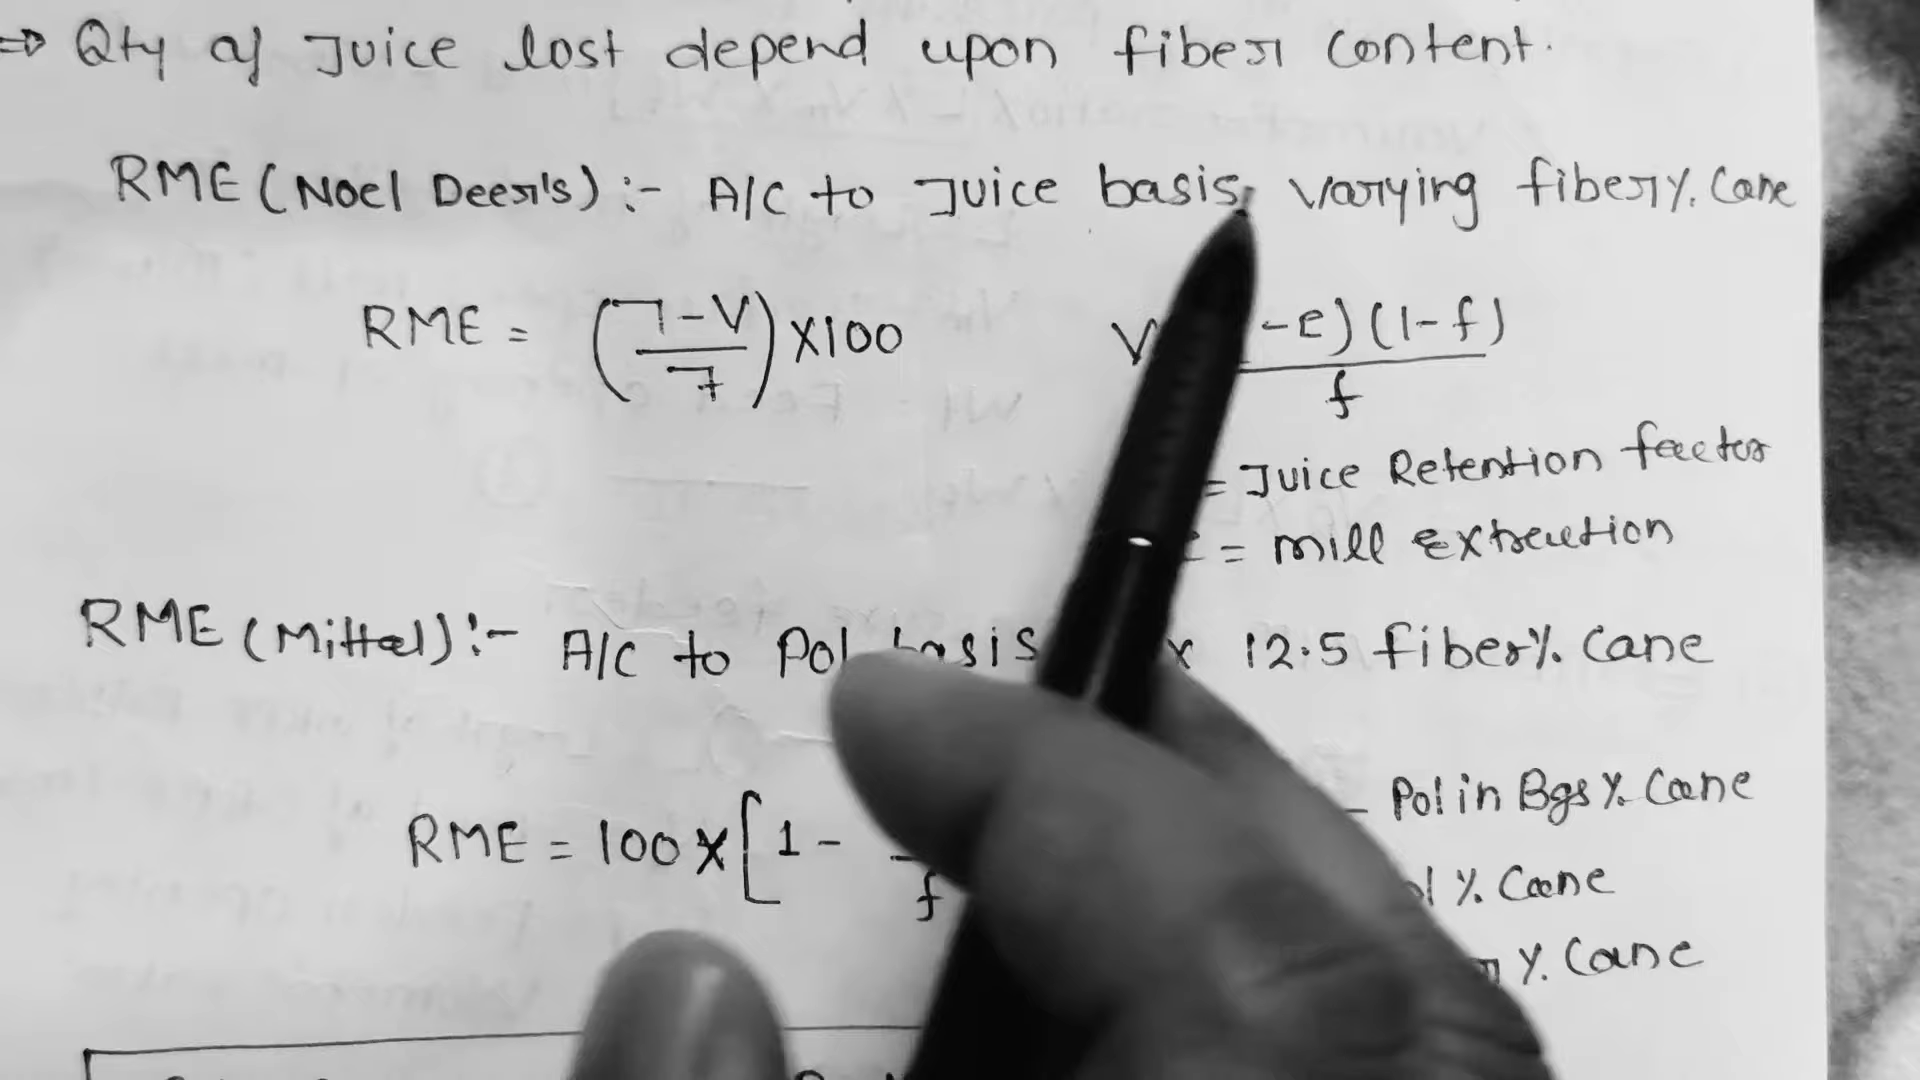 ⇒ Qty of Juice lost depend upon fiber content.
RME (Noel Deer's) :- A/C to Juice basis, varying fiber%. Cane
RME = (7-V / 7) X100
V -e) (1-f) / f
= Juice Retention factor
e = mill Extraction
RME (Mittal) :- A/C to Pol basis x 12.5 fiber%. Cane
RME = 100 x [ 1 - / f
- Pol in Bgs %. Cane
%. Cane
%. Cane